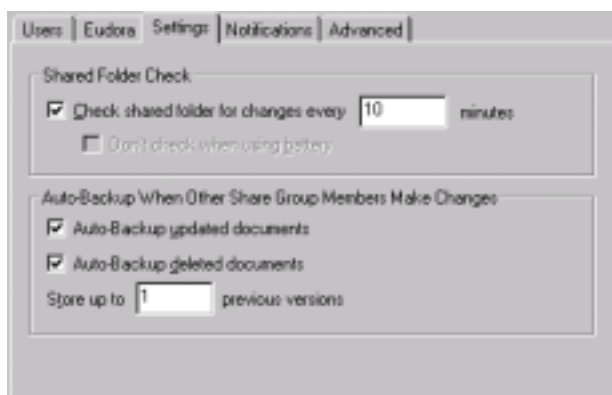 Users Eudora Settings Notifications Advanced
Shared Folder Check
Check shared folder for changes every 10 minutes
Don't check when using battery
Auto-Backup When Other Share Group Members Make Changes
Auto-Backup updated documents
Auto-Backup deleted documents
Store up to 1 previous versions